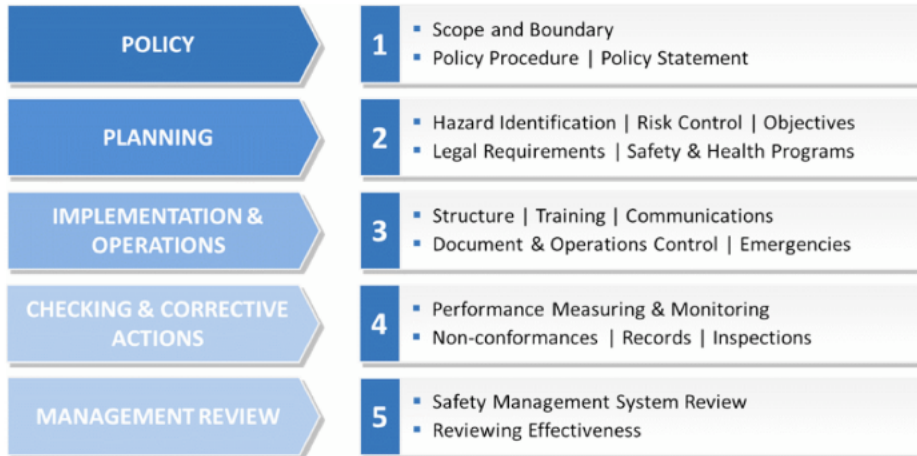 POLICY
1
Scope and Boundary
Policy Procedure | Policy Statement
PLANNING
2
Hazard Identification | Risk Control | Objectives
Legal Requirements | Safety & Health Programs
IMPLEMENTATION &
OPERATIONS
3
Structure | Training | Communications
Document & Operations Control | Emergencies
CHECKING & CORRECTIVE
ACTIONS
4
Performance Measuring & Monitoring
Non-conformances | Records | Inspections
MANAGEMENT REVIEW
5
Safety Management System Review
Reviewing Effectiveness